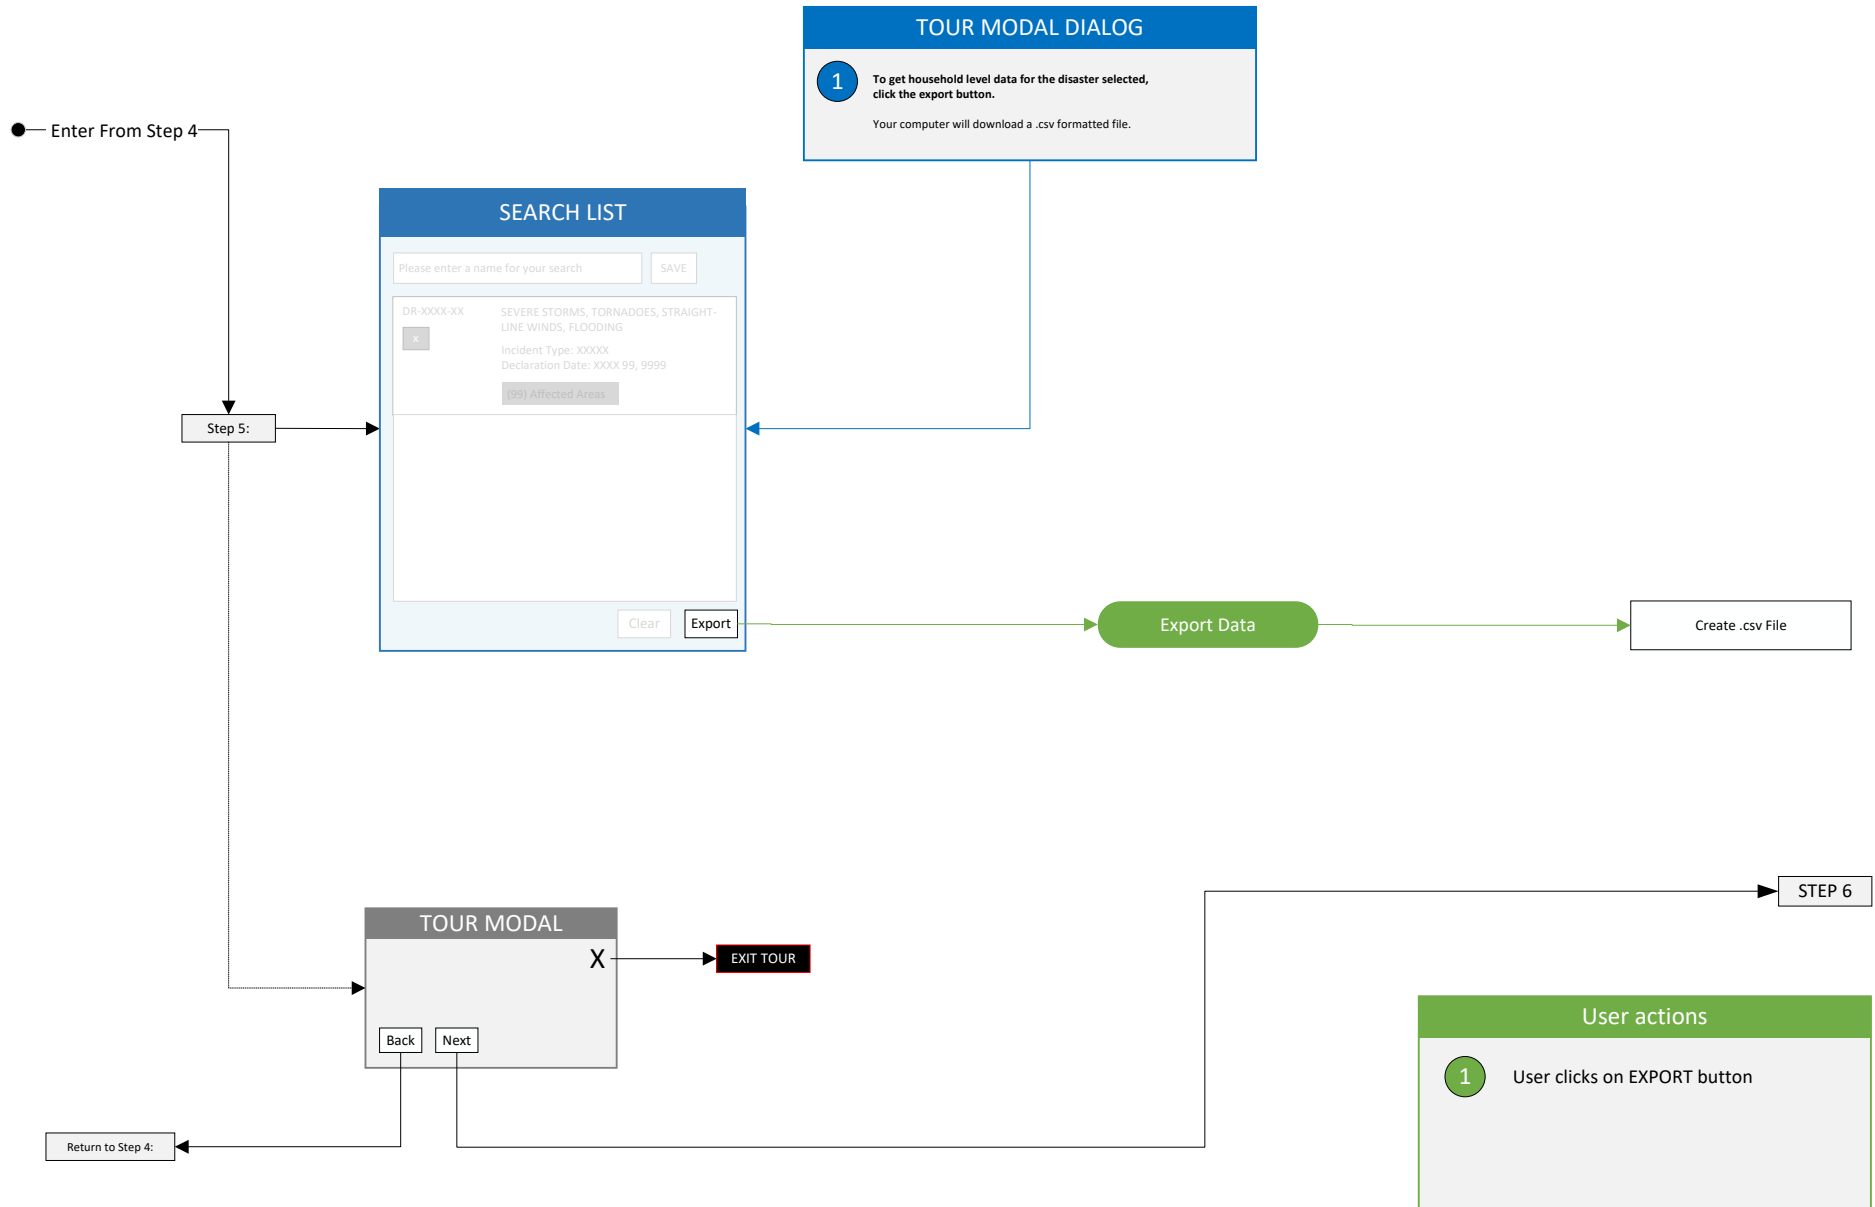 TOUR MODAL DIALOG
1
To get household level data for the disaster selected,
click the export button.
Your computer will download a .csv formatted file.
Enter From Step 4
SEARCH LIST
Please enter a name for your search
SAVE
DR-XXXX-XX
x
SEVERE STORMS, TORNADOES, STRAIGHT-
LINE WINDS, FLOODING
Incident Type: XXXXX
Declaration Date: XXXX 99, 9999
(99) Affected Areas
Step 5:
Clear
Export
Export Data
Create .csv File
STEP 6
TOUR MODAL
X
EXIT TOUR
Back
Next
Return to Step 4:
User actions
1
User clicks on EXPORT button